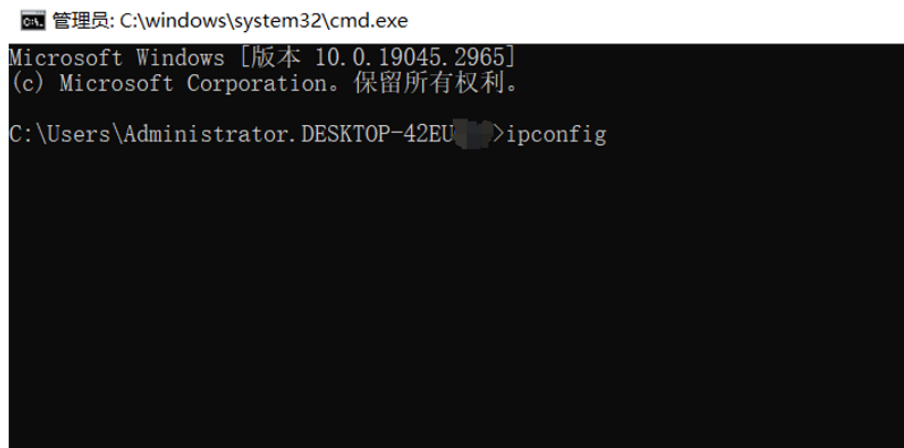 管理员: C:\windows\system32\cmd.exe
Microsoft Windows [版本 10.0.19045.2965]
(c) Microsoft Corporation。保留所有权利。
C:\Users\Administrator.DESKTOP-42EU>ipconfig